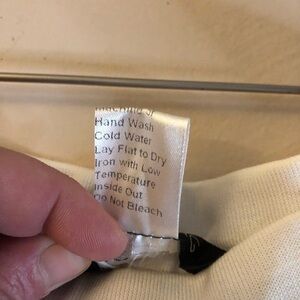 Hand Wash
Cold Water
Lay Flat to Dry
Iron with Low
Temperature
Inside Out
Do Not Bleach